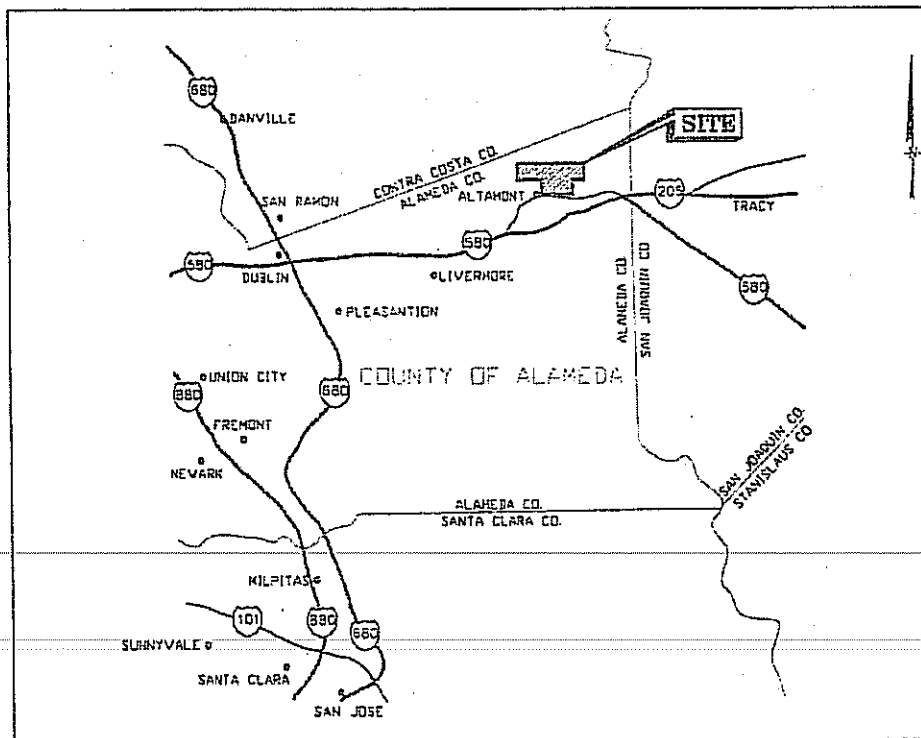 680
DANVILLE
CONTRA COSTA CO.
ALAMEDA CO.
SITE
SAN RAMON
ALTAMONT
205
TRACY
580
580
DUBLIN
LIVERMORE
580
PLEASANTION
ALAMEDA CO.
SAN JOAQUIN CO
UNION CITY
880
680
COUNTY OF ALAMEDA
FREMONT
NEWARK
SAN JOAQUIN CO.
STANISLAUS CO
ALAMEDA CO.
SANTA CLARA CO.
MILPITAS
101
880
680
SUNNYVALE
SANTA CLARA
SAN JOSE